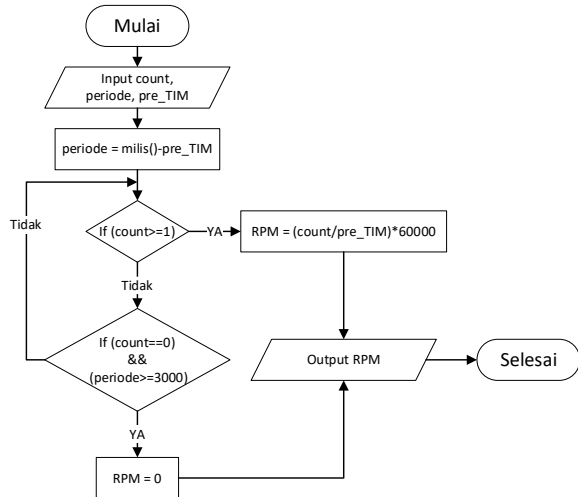 Mulai
Input count,
periode, pre_TIM
periode = milis()-pre_TIM
Tidak
If (count>=1)
YA
RPM = (count/pre_TIM)*60000
Tidak
If (count==0)
&&
(periode>=3000)
Output RPM
Selesai
YA
RPM = 0